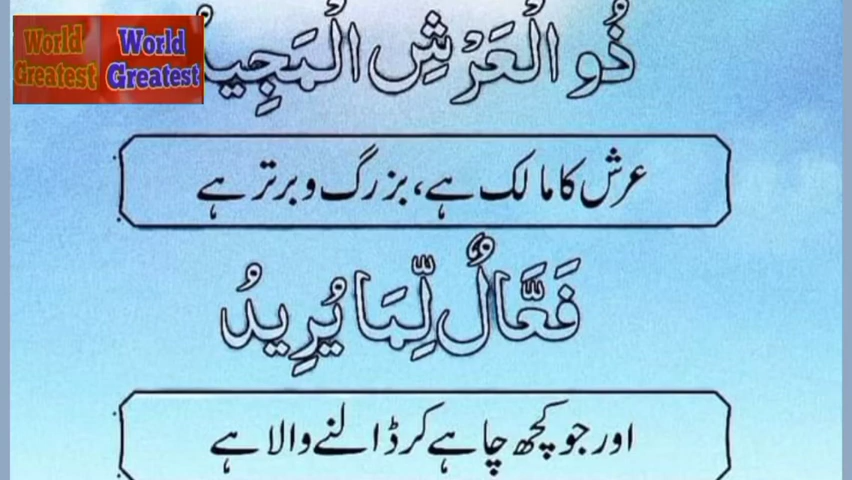 World World
Greatest Greatest
ذُو الْعَرْشِ الْمَجِيدُ
عرش کا مالک ہے، بزرگ و برتر ہے
فَعَّالٌ لِّمَا يُرِيدُ
اور جو کچھ چاہے کر ڈالنے والا ہے